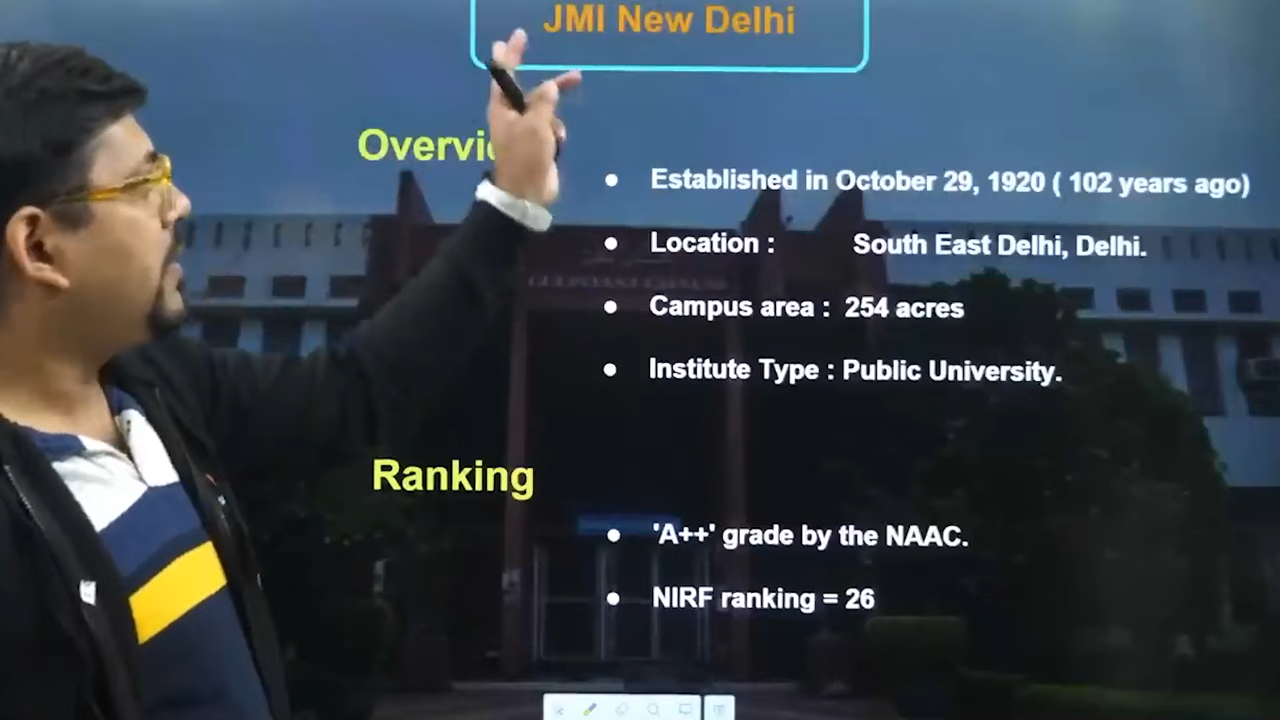 JMI New Delhi
Overvi
Established in October 29, 1920 ( 102 years ago)
Location : South East Delhi, Delhi.
Campus area : 254 acres
Institute Type : Public University.
Ranking
'A++' grade by the NAAC.
NIRF ranking = 26